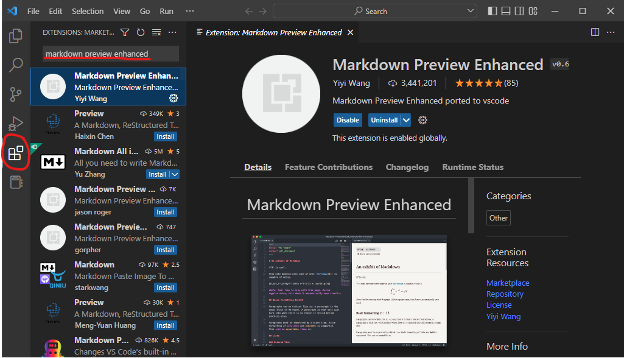 File Edit Selection View Go Run ...
Search
EXTENSIONS: MARKET...
markdown preview enhanced
Markdown Preview Enhan...
Markdown Preview Enhance...
Yiyi Wang
Preview 349K 3
A Markdown, ReStructured T...
Haixin Chen Install
Markdown All i... 5M 5
All you need to write Markd...
Yu Zhang Install
Markdown Preview ... 7K
Markdown Preview Enhance...
jason roger Install
Markdown Previe... 747
Markdown Preview Enhance...
gorpher Install
Markdown 97K 2.5
Markdown Paste Image To ...
starkwang Install
Preview 30K 1
A Markdown, ReStructured T...
Meng-Yuan Huang Install
Markdown P... 826K 4.5
Changes VS Code's built-in ...
Extension: Markdown Preview Enhanced
Markdown Preview Enhanced v0.6
Yiyi Wang 3,441,201 (85)
Markdown Preview Enhanced ported to vscode
Disable Uninstall
This extension is enabled globally.
Details Feature Contributions Changelog Runtime Status
Markdown Preview Enhanced
Categories
Other
Extension
Resources
Marketplace
Repository
License
Yiyi Wang
More Info